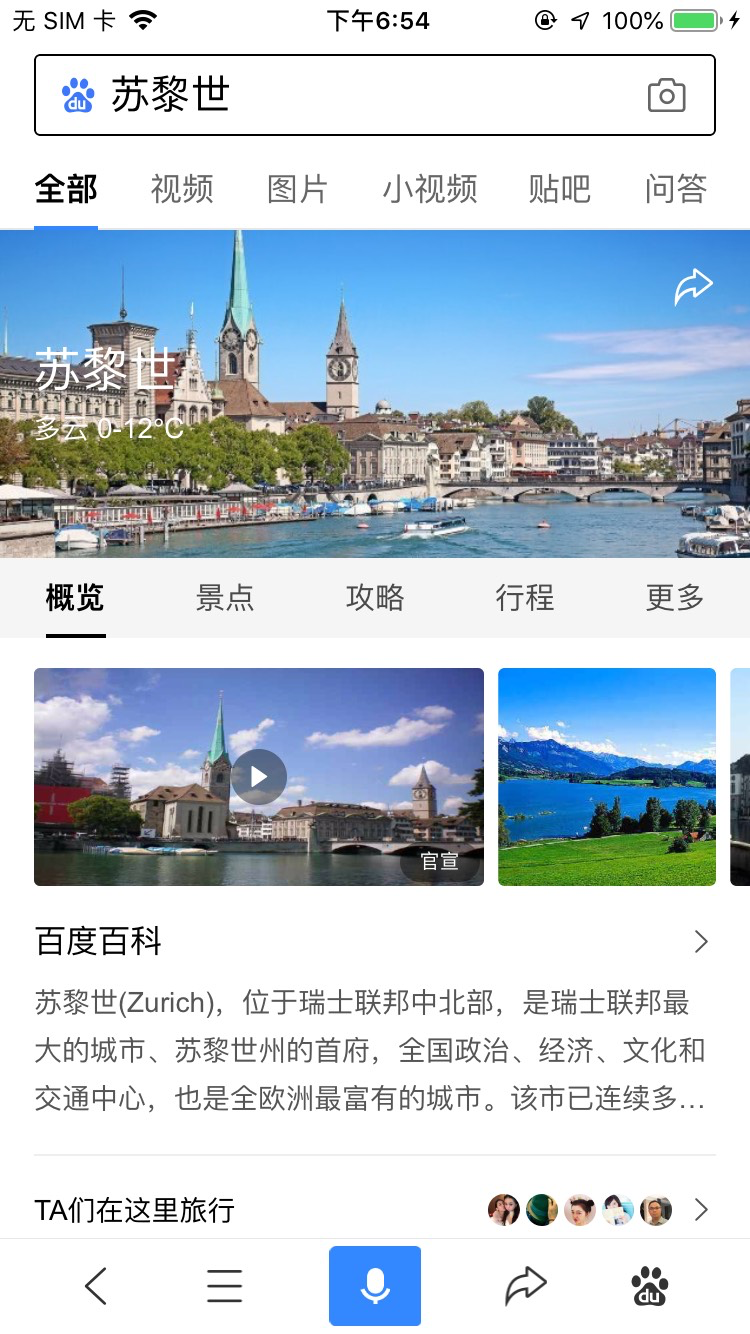 无 SIM 卡
下午6:54
100%
du 苏黎世
全部 视频 图片 小视频 贴吧 问答
苏黎世
多云 0-12°C
概览 景点 攻略 行程 更多
官宣
百度百科
苏黎世(Zurich)，位于瑞士联邦中北部，是瑞士联邦最
大的城市、苏黎世州的首府，全国政治、经济、文化和
交通中心，也是全欧洲最富有的城市。该市已连续多...
TA们在这里旅行
du